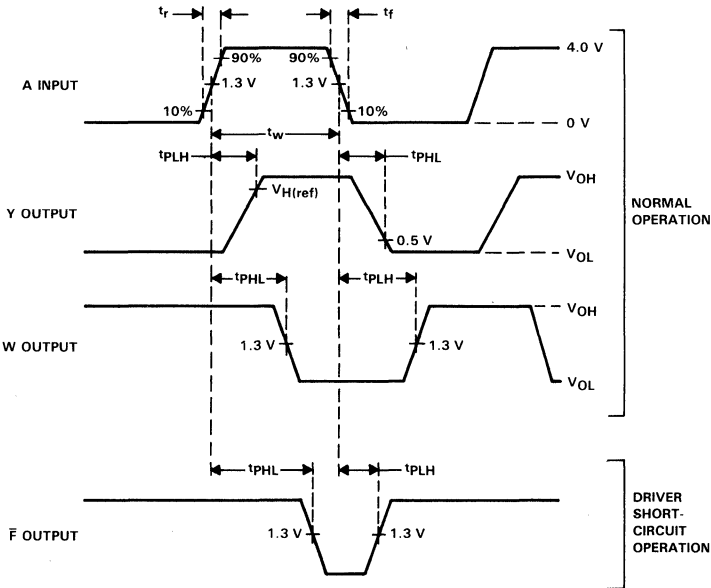 tr
tf
90%
90%
4.0 V
A INPUT
1.3 V
1.3 V
10%
10%
0 V
tw
tPLH
tPHL
VOH
VH(ref)
Y OUTPUT
NORMAL
OPERATION
0.5 V
VOL
tPHL
tPLH
VOH
W OUTPUT
1.3 V
1.3 V
VOL
tPHL
tPLH
DRIVER
SHORT-
CIRCUIT
OPERATION
F̅ OUTPUT
1.3 V
1.3 V